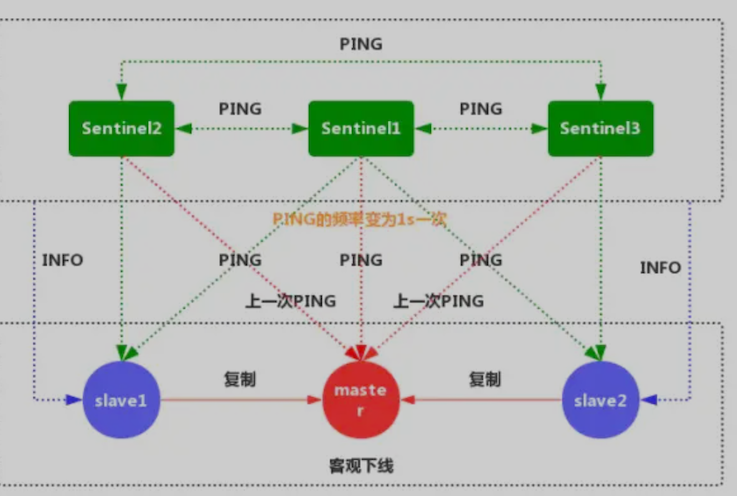 PING
PING
PING
Sentinel2
Sentinel1
Sentinel3
PING的频率变为1s一次
INFO
PING
PING
PING
INFO
上一次PING
上一次PING
复制
复制
slave1
maste
r
slave2
客观下线